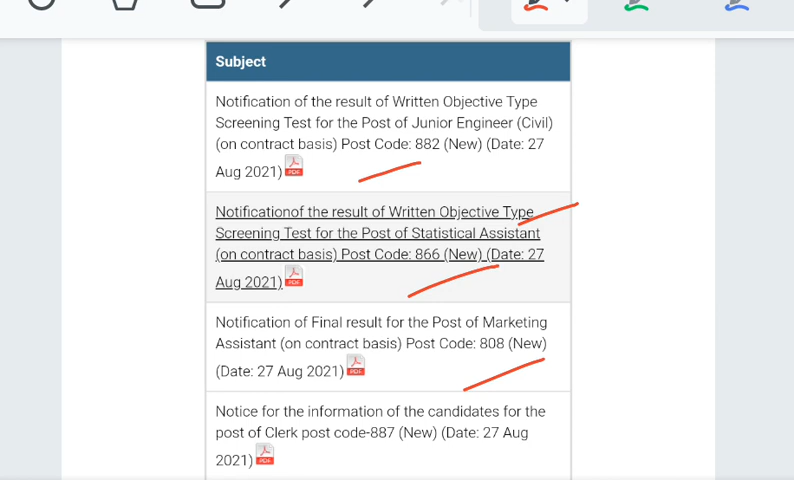 Subject
Notification of the result of Written Objective Type
Screening Test for the Post of Junior Engineer (Civil)
(on contract basis) Post Code: 882 (New) (Date: 27
Aug 2021) PDF
Notificationof the result of Written Objective Type
Screening Test for the Post of Statistical Assistant
(on contract basis) Post Code: 866 (New) (Date: 27
Aug 2021) PDF
Notification of Final result for the Post of Marketing
Assistant (on contract basis) Post Code: 808 (New)
(Date: 27 Aug 2021) PDF
Notice for the information of the candidates for the
post of Clerk post code-887 (New) (Date: 27 Aug
2021) PDF